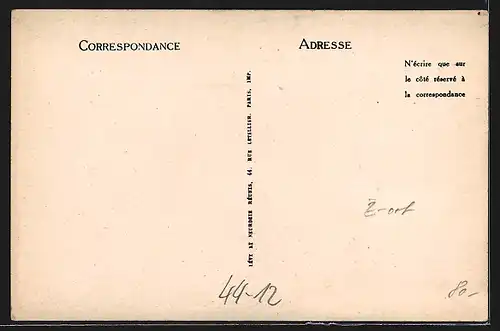 CORRESPONDANCE
ADRESSE
N'écrire que sur
le côté réservé à
la correspondance
LÉVY ET NEURDEIN RÉUNIS, 44, RUE LETELLIER, PARIS, IMP.
44-12
80.-